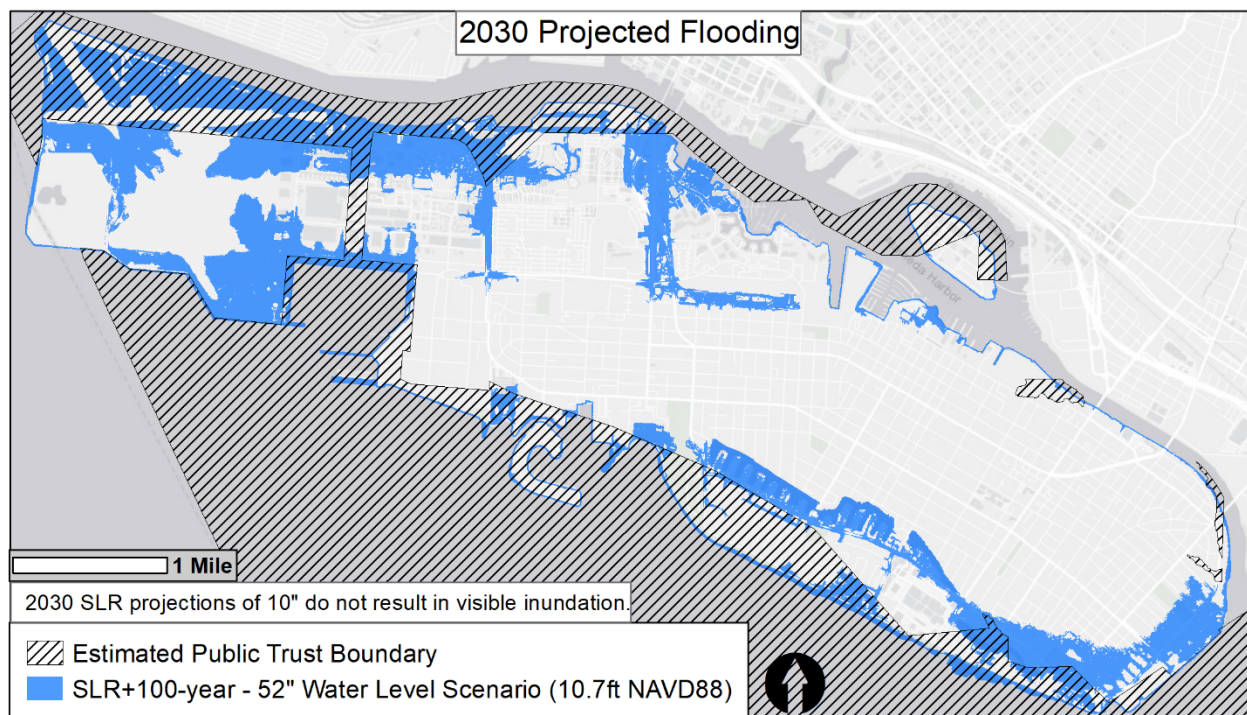 2030 Projected Flooding
Harbor
1 Mile
2030 SLR projections of 10" do not result in visible inundation.
Estimated Public Trust Boundary
SLR+100-year - 52" Water Level Scenario (10.7ft NAVD88)